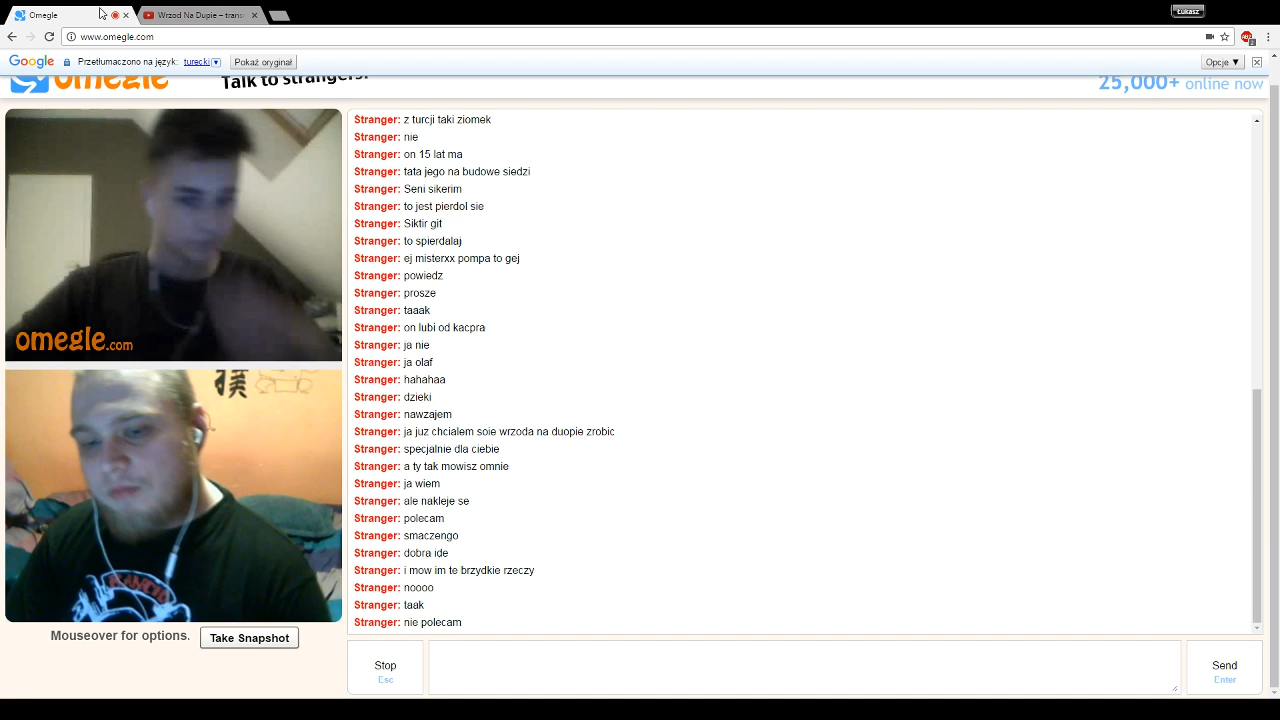 Omegle
Wrzod Na Dupie – trans
Łukasz
www.omegle.com
Google Przetłumaczono na język: turecki Pokaż oryginał Opcje ▼
omegle
Talk to strangers!
25,000+ online now
Stranger: z turcji taki ziomek
Stranger: nie
Stranger: on 15 lat ma
Stranger: tata jego na budowe siedzi
Stranger: Seni sikerim
Stranger: to jest pierdol sie
Stranger: Siktir git
Stranger: to spierdalaj
Stranger: ej misterxx pompa to gej
Stranger: powiedz
Stranger: prosze
Stranger: taaak
Stranger: on lubi od kacpra
Stranger: ja nie
Stranger: ja olaf
Stranger: hahahaa
Stranger: dzieki
Stranger: nawzajem
Stranger: ja juz chcialem soie wrzoda na duopie zrobic
Stranger: specjalnie dla ciebie
Stranger: a ty tak mowisz omnie
Stranger: ja wiem
Stranger: ale nakleje se
Stranger: polecam
Stranger: smaczengo
Stranger: dobra ide
Stranger: i mow im te brzydkie rzeczy
Stranger: noooo
Stranger: taak
Stranger: nie polecam
omegle.com
Mouseover for options.
Take Snapshot
Stop
Esc
Send
Enter